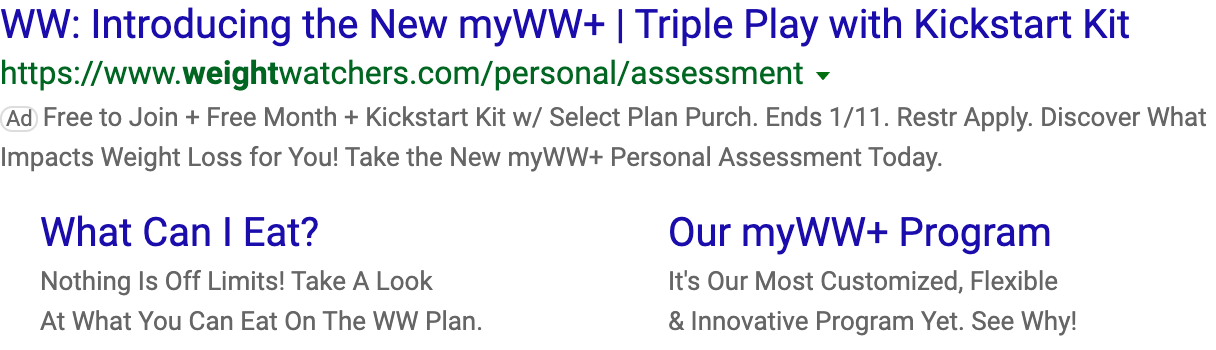 WW: Introducing the New myWW+ | Triple Play with Kickstart Kit
https://www.weightwatchers.com/personal/assessment
Ad Free to Join + Free Month + Kickstart Kit w/ Select Plan Purch. Ends 1/11. Restr Apply. Discover What
Impacts Weight Loss for You! Take the New myWW+ Personal Assessment Today.
What Can I Eat?
Nothing Is Off Limits! Take A Look
At What You Can Eat On The WW Plan.
Our myWW+ Program
It's Our Most Customized, Flexible
& Innovative Program Yet. See Why!